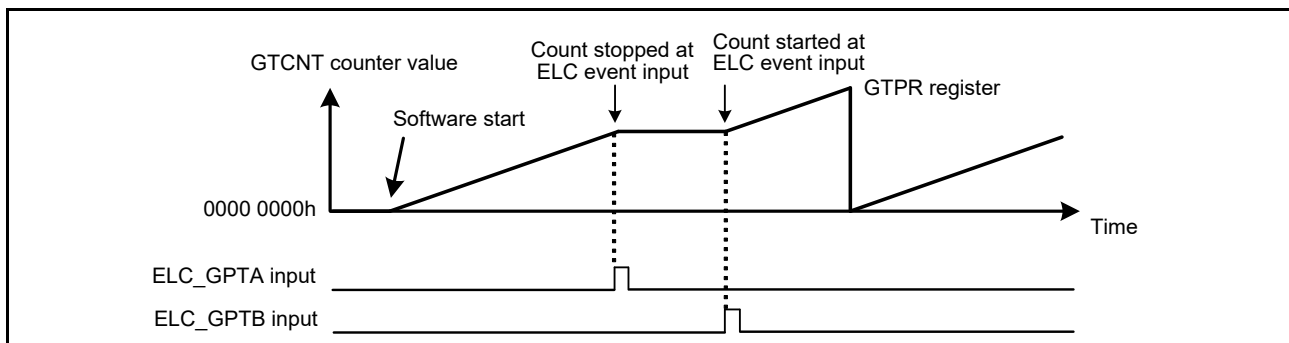 GTCNT counter value
Count stopped at
ELC event input
Count started at
ELC event input
GTPR register
Software start
0000 0000h
Time
ELC_GPTA input
ELC_GPTB input